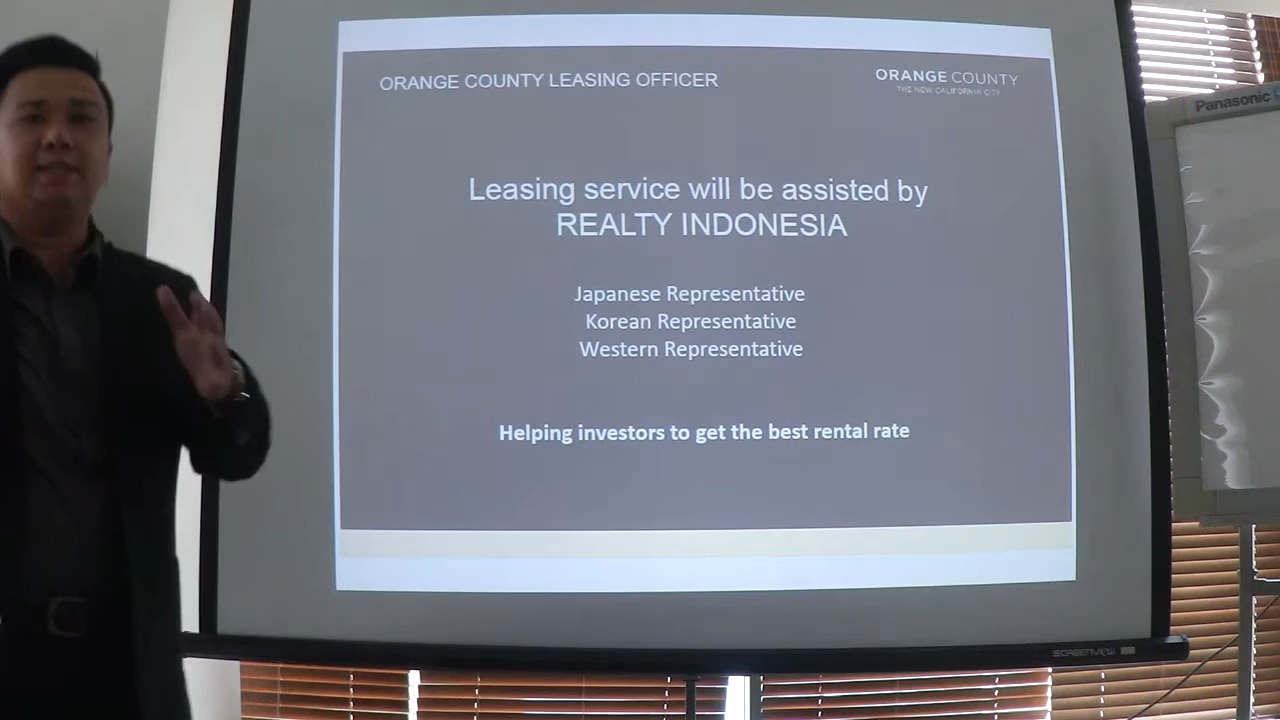 ORANGE COUNTY LEASING OFFICER
ORANGE COUNTY
THE NEW CALIFORNIA CITY
Leasing service will be assisted by
REALTY INDONESIA
Japanese Representative
Korean Representative
Western Representative
Helping investors to get the best rental rate
Panasonic
SCREENVIEW